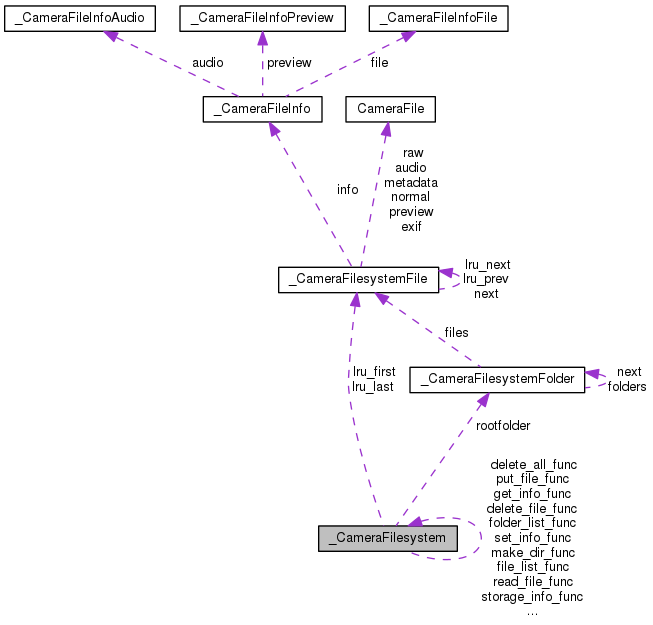 _CameraFileInfoAudio
_CameraFileInfoPreview
_CameraFileInfoFile
audio
preview
file
_CameraFileInfo
CameraFile
info
raw
audio
metadata
normal
preview
exif
_CameraFilesystemFile
lru_next
lru_prev
next
files
lru_first
lru_last
_CameraFilesystemFolder
next
folders
rootfolder
_CameraFilesystem
delete_all_func
put_file_func
get_info_func
delete_file_func
folder_list_func
set_info_func
make_dir_func
file_list_func
read_file_func
storage_info_func
...